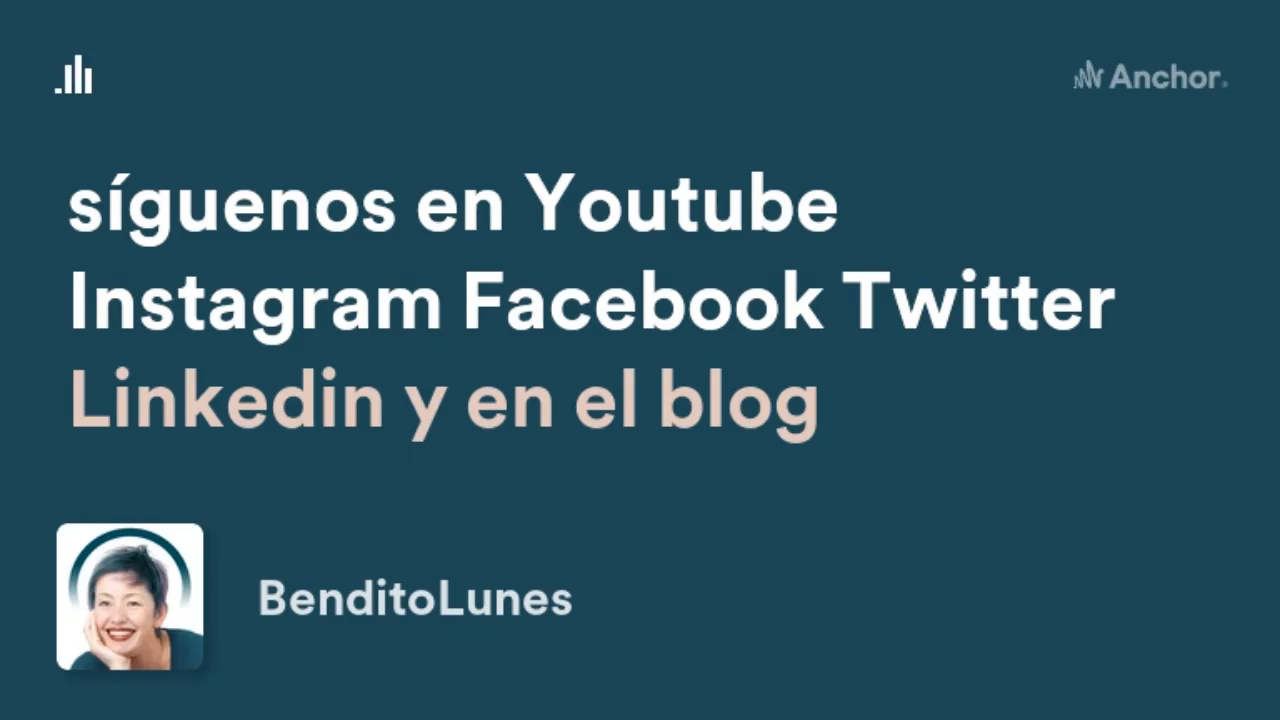 Anchor
síguenos en Youtube
Instagram Facebook Twitter
Linkedin y en el blog
BenditoLunes